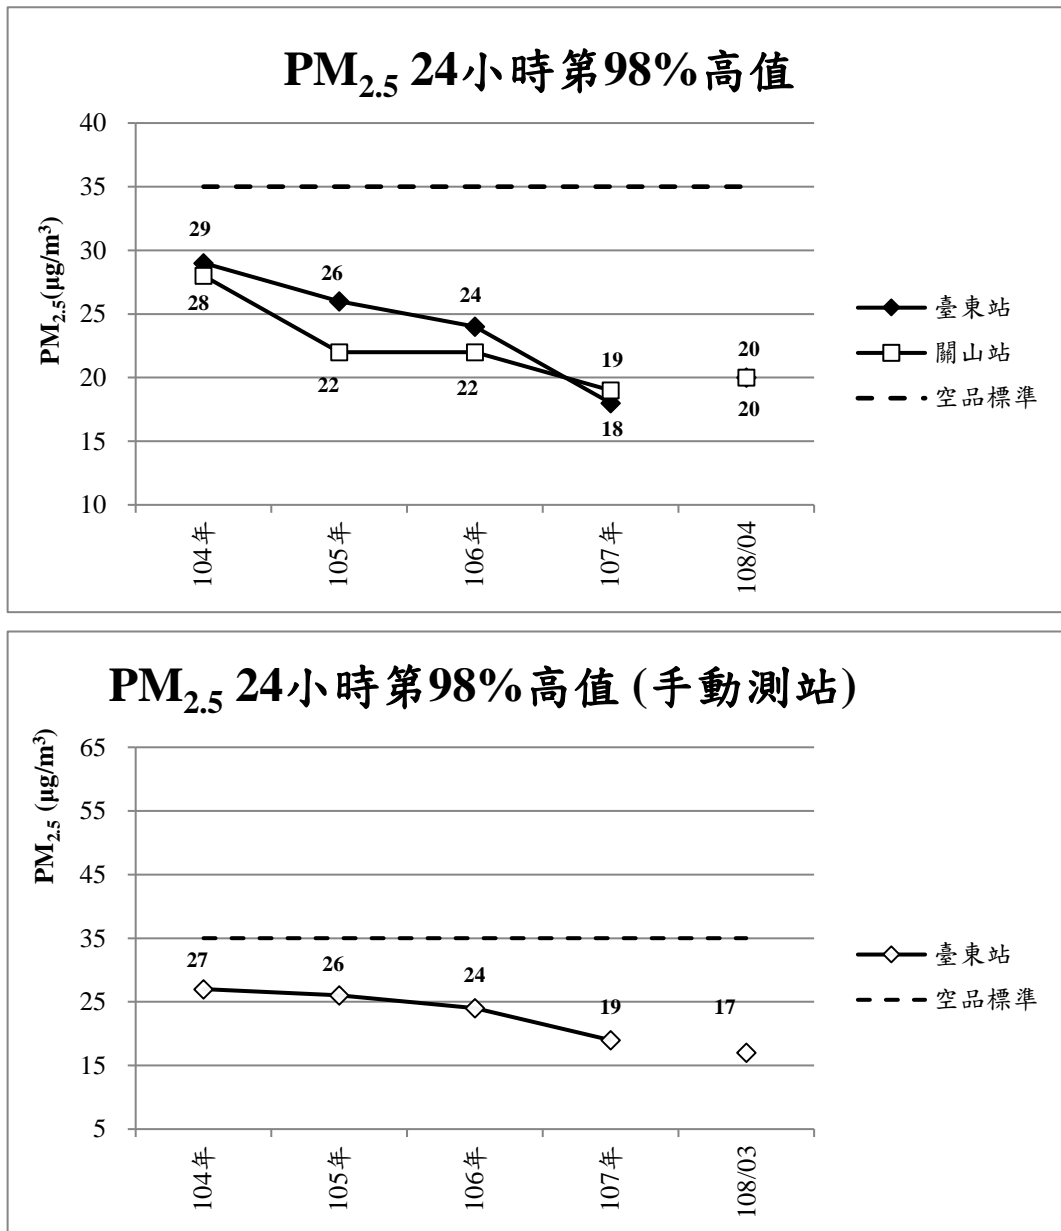 PM2.5 24小時第98%高值
PM2.5(μg/m³)
40
35
30
25
20
15
10
29
26
24
19
20
28
22
22
18
20
104年
105年
106年
107年
108/04
臺東站
關山站
空品標準
PM2.5 24小時第98%高值 (手動測站)
PM2.5 (μg/m³)
65
55
45
35
25
15
5
27
26
24
19
17
104年
105年
106年
107年
108/03
臺東站
空品標準